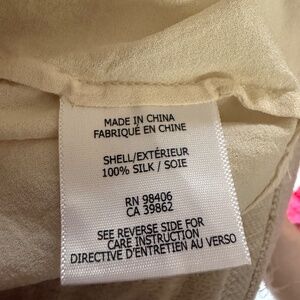 MADE IN CHINA
FABRIQUÉ EN CHINE
SHELL/EXTÉRIEUR
100% SILK / SOIE
RN 98406
CA 39862
SEE REVERSE SIDE FOR
CARE INSTRUCTION
DIRECTIVE D'ENTRETIEN AU VERSO